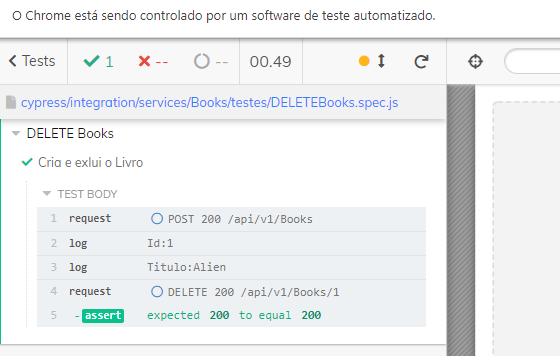 O Chrome está sendo controlado por um software de teste automatizado.
Tests 1 -- -- 00.49
cypress/integration/services/Books/testes/DELETEBooks.spec.js
DELETE Books
Cria e exlui o Livro
TEST BODY
1 request POST 200 /api/v1/Books
2 log Id:1
3 log Titulo:Alien
4 request DELETE 200 /api/v1/Books/1
5 -assert expected 200 to equal 200